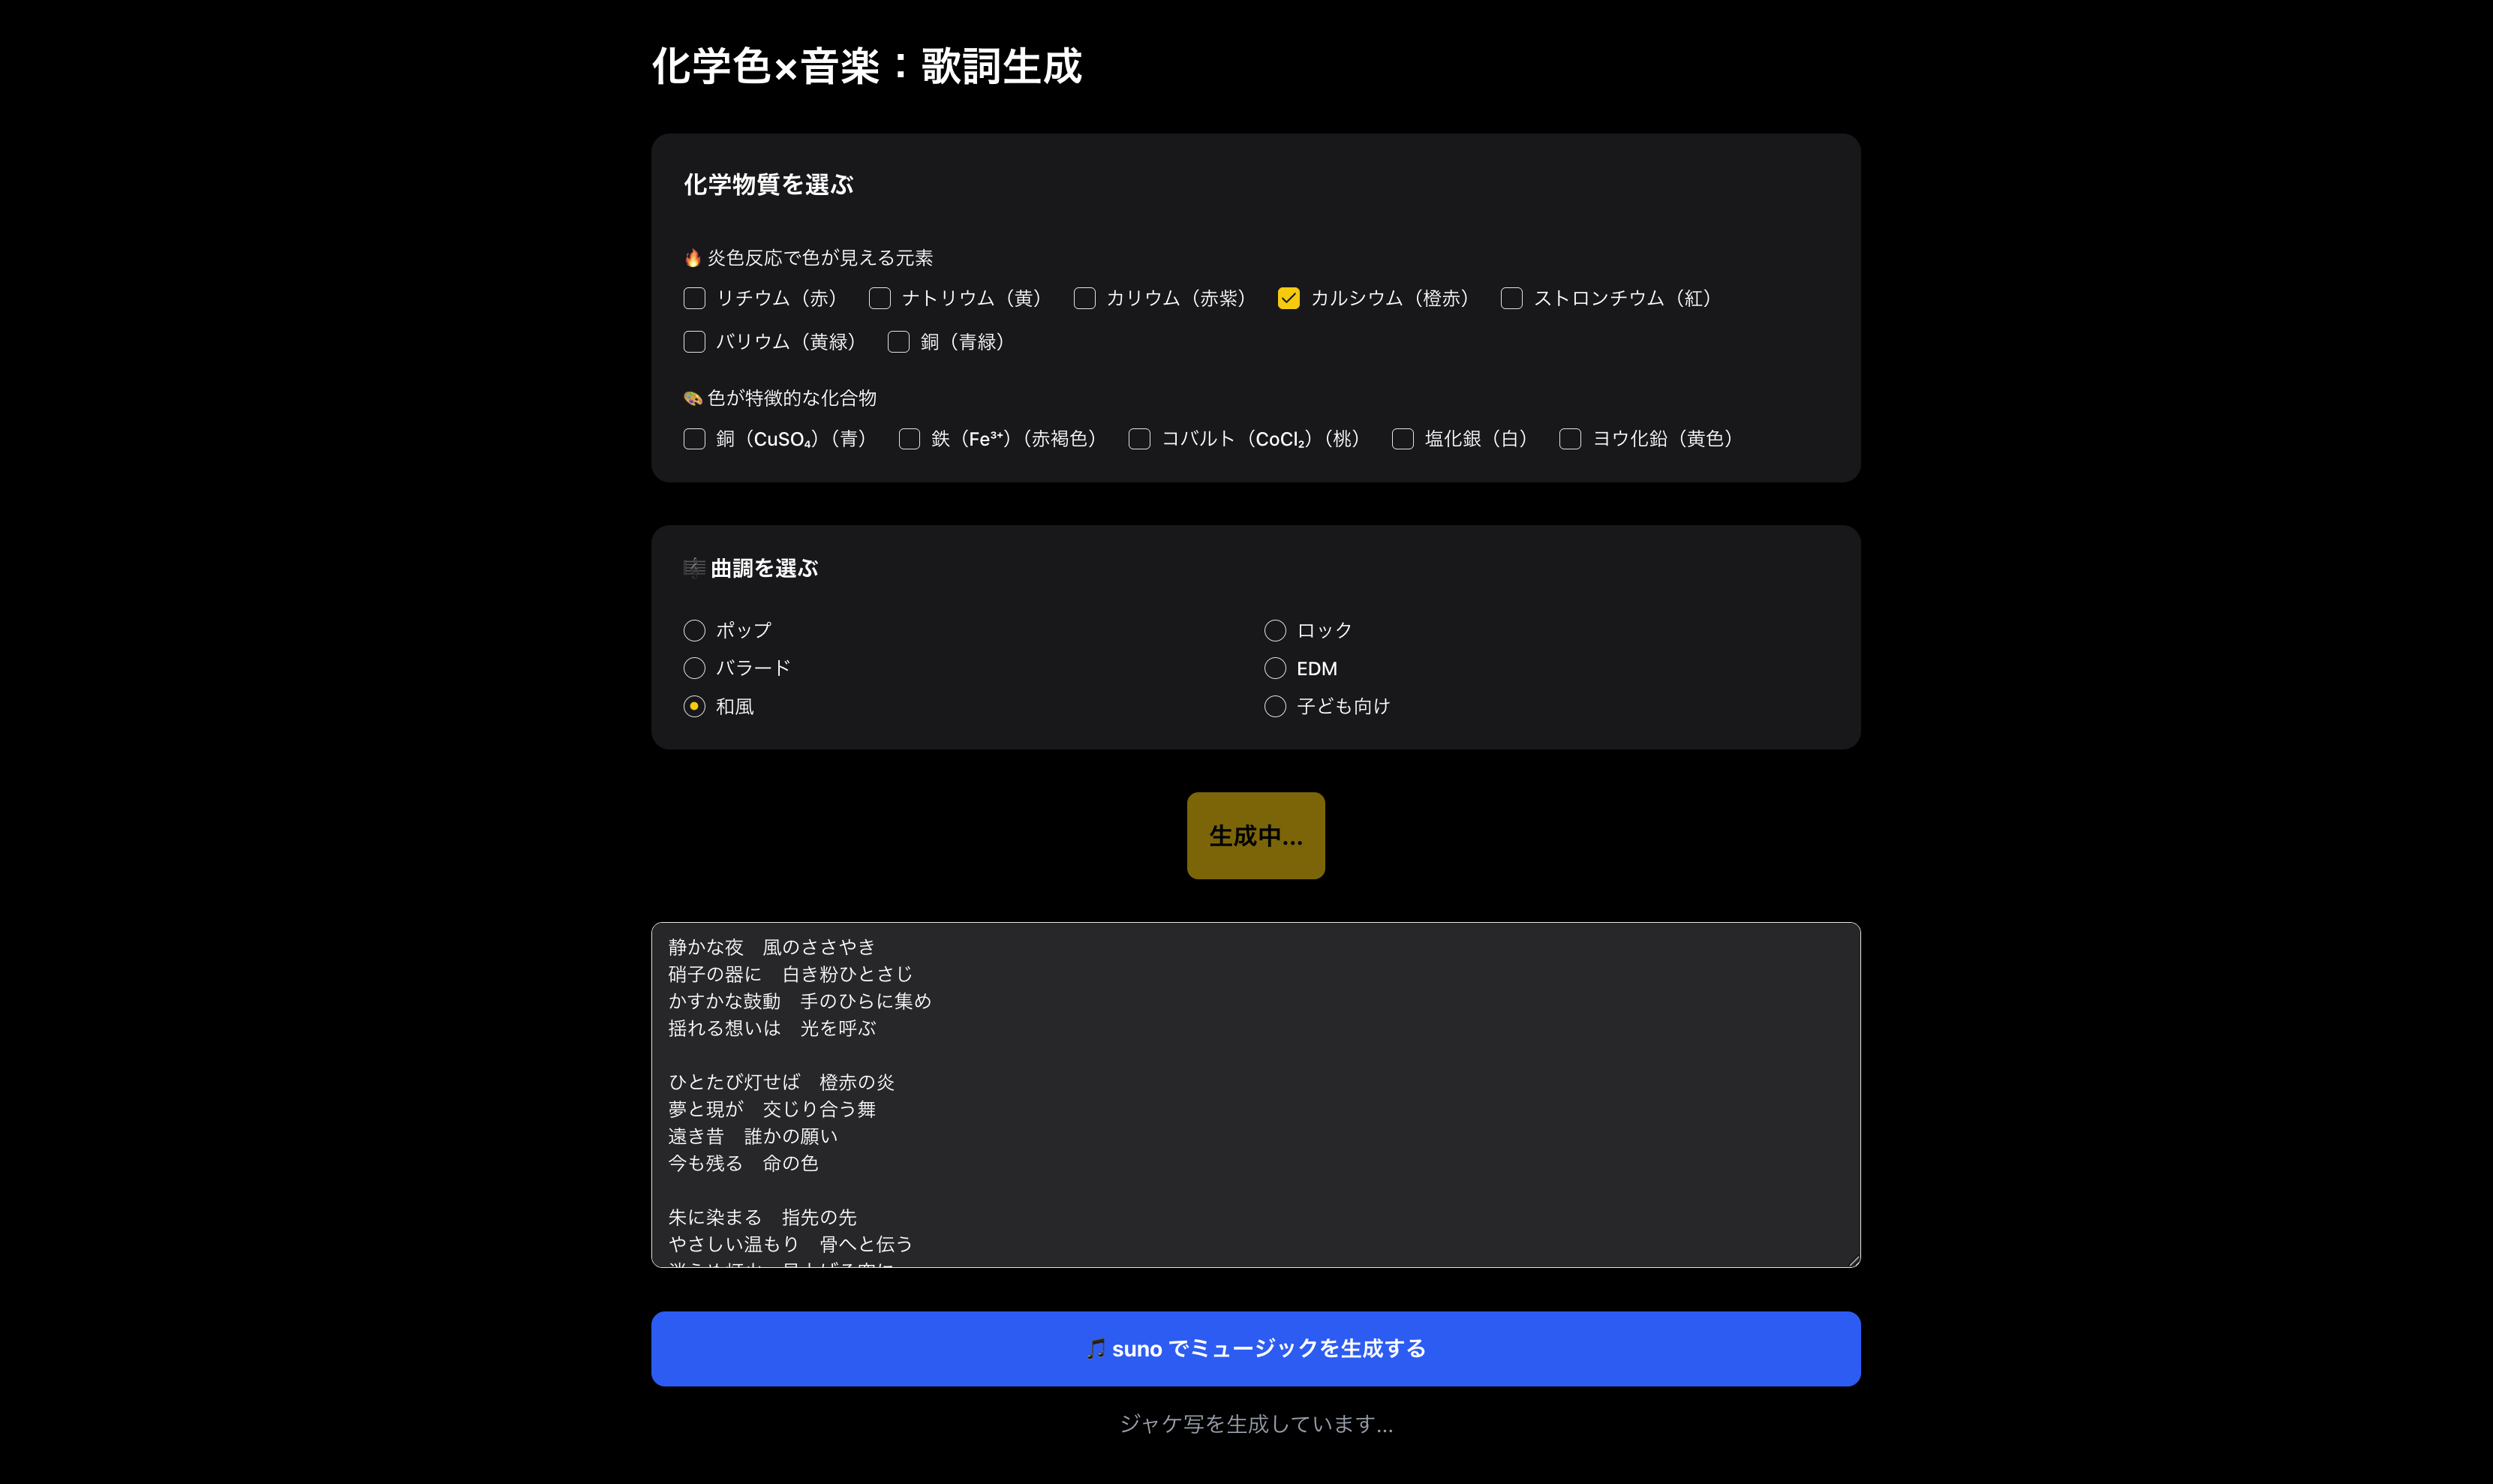 化学色×音楽：歌詞生成
化学物質を選ぶ
🔥 炎色反応で色が見える元素
リチウム（赤） ナトリウム（黄） カリウム（赤紫） カルシウム（橙赤） ストロンチウム（紅）
バリウム（黄緑） 銅（青緑）
🎨 色が特徴的な化合物
銅（CuSO₄）（青） 鉄（Fe³⁺）（赤褐色） コバルト（CoCl₂）（桃） 塩化銀（白） ヨウ化鉛（黄色）
🎼 曲調を選ぶ
ポップ ロック
バラード EDM
和風 子ども向け
生成中...
静かな夜　風のささやき
硝子の器に　白き粉ひとさじ
かすかな鼓動　手のひらに集め
揺れる想いは　光を呼ぶ
ひとたび灯せば　橙赤の炎
夢と現が　交じり合う舞
遠き昔　誰かの願い
今も残る　命の色
朱に染まる　指先の先
やさしい温もり　骨へと伝う
🎵 suno でミュージックを生成する
ジャケ写を生成しています...